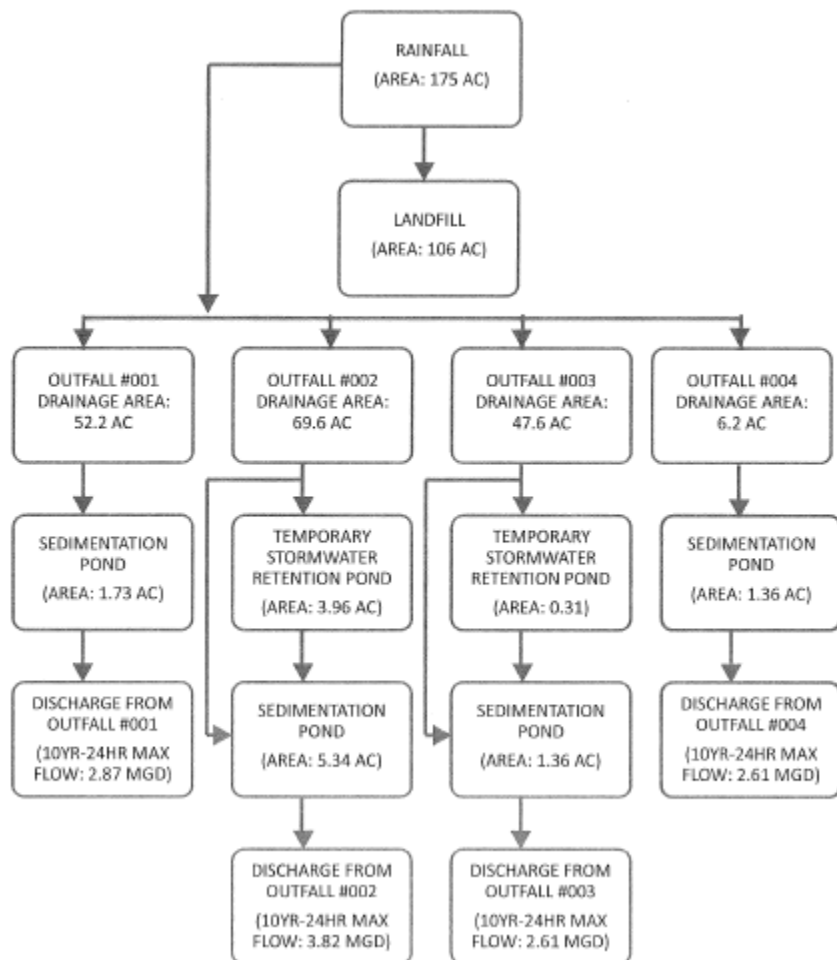 RAINFALL
(AREA: 175 AC)
LANDFILL
(AREA: 106 AC)
OUTFALL #001
DRAINAGE AREA:
52.2 AC
OUTFALL #002
DRAINAGE AREA:
69.6 AC
OUTFALL #003
DRAINAGE AREA:
47.6 AC
OUTFALL #004
DRAINAGE AREA:
6.2 AC
SEDIMENTATION
POND
(AREA: 1.73 AC)
TEMPORARY
STORMWATER
RETENTION POND
(AREA: 3.96 AC)
TEMPORARY
STORMWATER
RETENTION POND
(AREA: 0.31)
SEDIMENTATION
POND
(AREA: 1.36 AC)
DISCHARGE FROM
OUTFALL #001
(10YR-24HR MAX
FLOW: 2.87 MGD)
SEDIMENTATION
POND
(AREA: 5.34 AC)
SEDIMENTATION
POND
(AREA: 1.36 AC)
DISCHARGE FROM
OUTFALL #004
(10YR-24HR MAX
FLOW: 2.61 MGD)
DISCHARGE FROM
OUTFALL #002
(10YR-24HR MAX
FLOW: 3.82 MGD)
DISCHARGE FROM
OUTFALL #003
(10YR-24HR MAX
FLOW: 2.61 MGD)